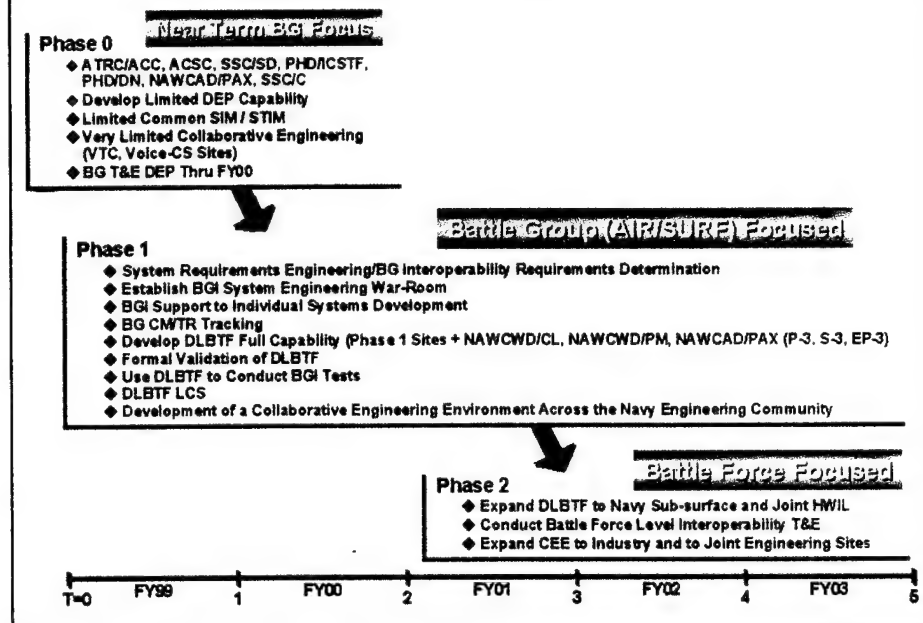 Near Term BG Focus
Phase 0
◆ ATRC/ACC, ACSC, SSC/SD, PHD/ICSTF,
PHD/DN, NAWCAD/PAX, SSC/C
◆ Develop Limited DEP Capability
◆ Limited Common SIM / STIM
◆ Very Limited Collaborative Engineering
(VTC, Voice-CS Sites)
◆ BG T&E DEP Thru FY00
Battle Group (AIR/SURF) Focused
Phase 1
◆ System Requirements Engineering/BG Interoperability Requirements Determination
◆ Establish BGI System Engineering War-Room
◆ BGI Support to Individual Systems Development
◆ BG CM/TR Tracking
◆ Develop DLBTF Full Capability (Phase 1 Sites + NAWCWD/CL, NAWCWD/PM, NAWCAD/PAX (P-3, S-3, EP-3)
◆ Formal Validation of DLBTF
◆ Use DLBTF to Conduct BGI Tests
◆ DLBTF LCS
◆ Development of a Collaborative Engineering Environment Across the Navy Engineering Community
Battle Force Focused
Phase 2
◆ Expand DLBTF to Navy Sub-surface and Joint HWIL
◆ Conduct Battle Force Level Interoperability T&E
◆ Expand CEE to Industry and to Joint Engineering Sites
T=0 FY99 1 FY00 2 FY01 3 FY02 4 FY03 5